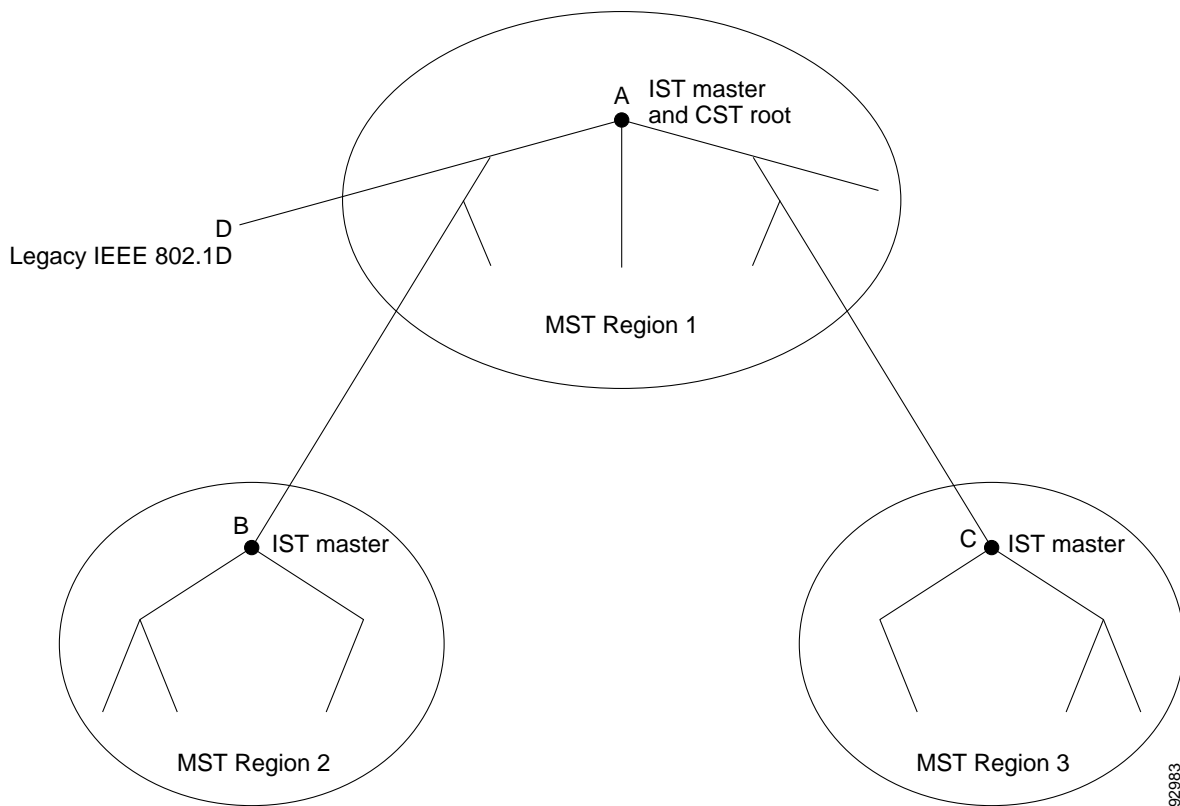 A
IST master
and CST root
D
Legacy IEEE 802.1D
MST Region 1
B
IST master
C
IST master
MST Region 2
MST Region 3
92983